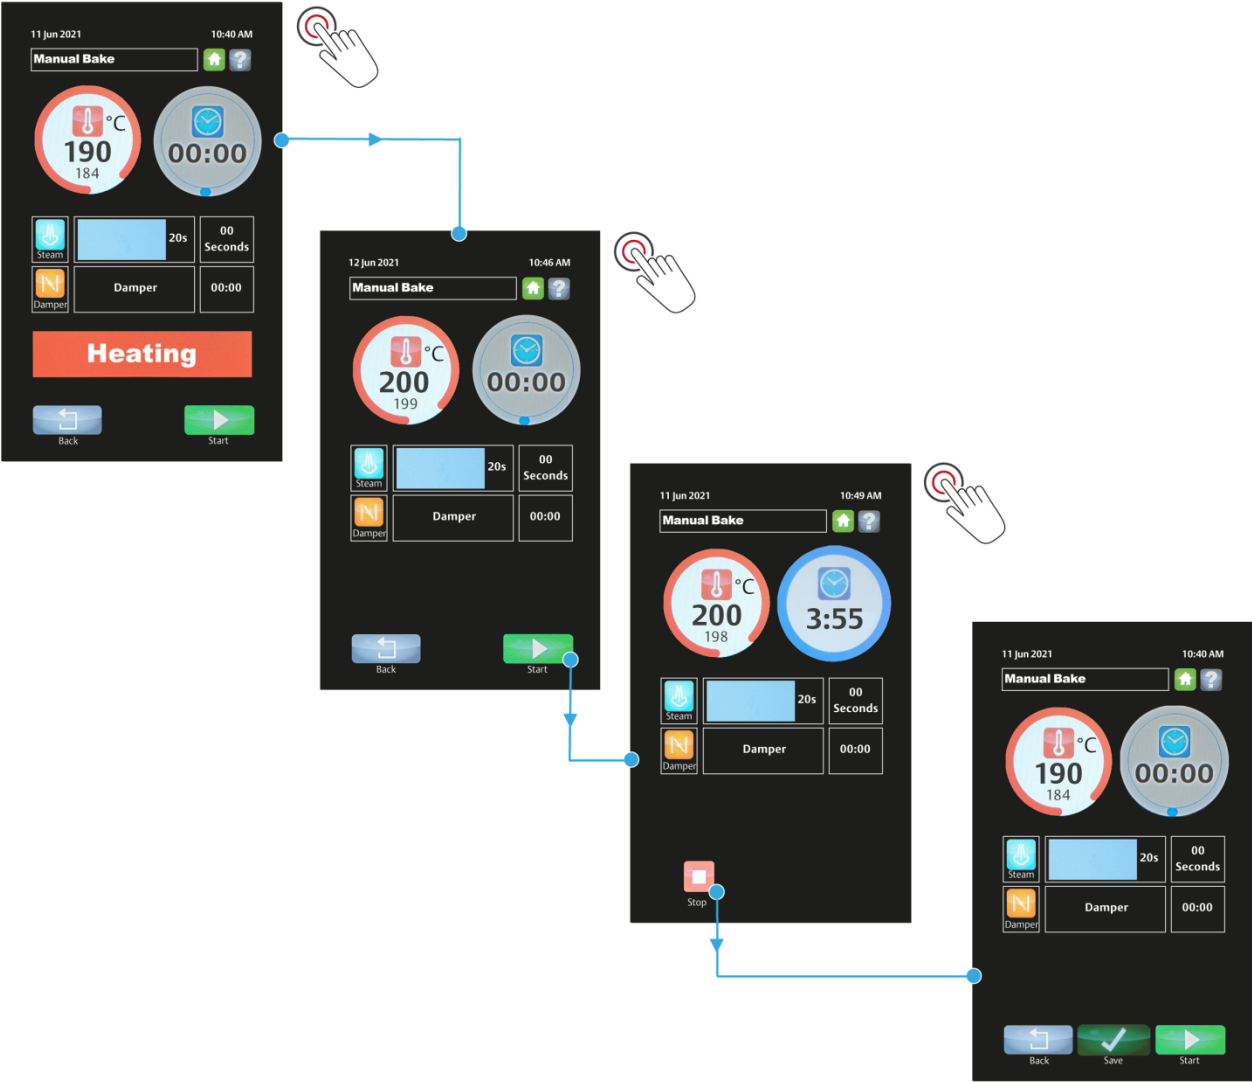 11 Jun 2021 10:40 AM
Manual Bake ?
°C
190 00:00
184
Steam 20s 00 Seconds
Damper Damper 00:00
Heating
Back Start
12 Jun 2021 10:46 AM
Manual Bake ?
°C
200 00:00
199
Steam 20s 00 Seconds
Damper Damper 00:00
Back Start
11 Jun 2021 10:49 AM
Manual Bake ?
°C
200 3:55
198
Steam 20s 00 Seconds
Damper Damper 00:00
Stop
11 Jun 2021 10:40 AM
Manual Bake ?
°C
190 00:00
184
Steam 20s 00 Seconds
Damper Damper 00:00
Back Save Start